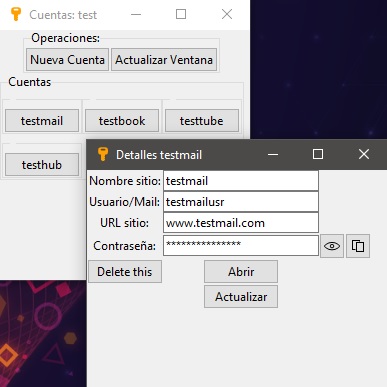 Cuentas: test
Operaciones:
Nueva Cuenta Actualizar Ventana
Cuentas
testmail testbook testtube
testhub
Detalles testmail
Nombre sitio: testmail
Usuario/Mail: testmailusr
URL sitio: www.testmail.com
Contraseña: ***************
Delete this Abrir
Actualizar